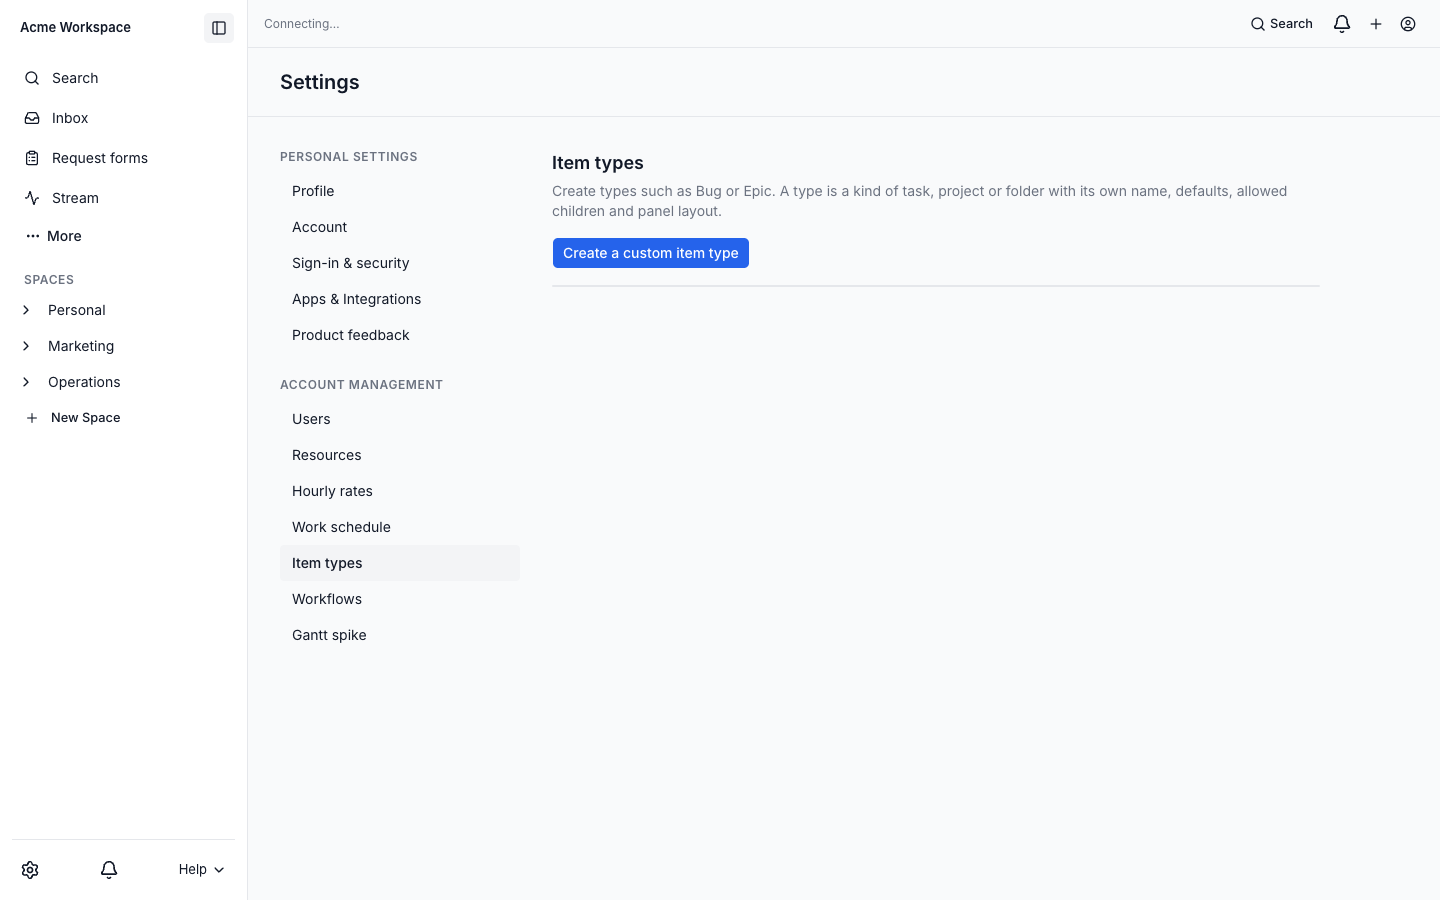 Acme Workspace
Search
Inbox
Request forms
Stream
More
SPACES
Personal
Marketing
Operations
New Space
Help
Connecting...
Search
Settings
PERSONAL SETTINGS
Profile
Account
Sign-in & security
Apps & Integrations
Product feedback
ACCOUNT MANAGEMENT
Users
Resources
Hourly rates
Work schedule
Item types
Workflows
Gantt spike
Item types
Create types such as Bug or Epic. A type is a kind of task, project or folder with its own name, defaults, allowed
children and panel layout.
Create a custom item type